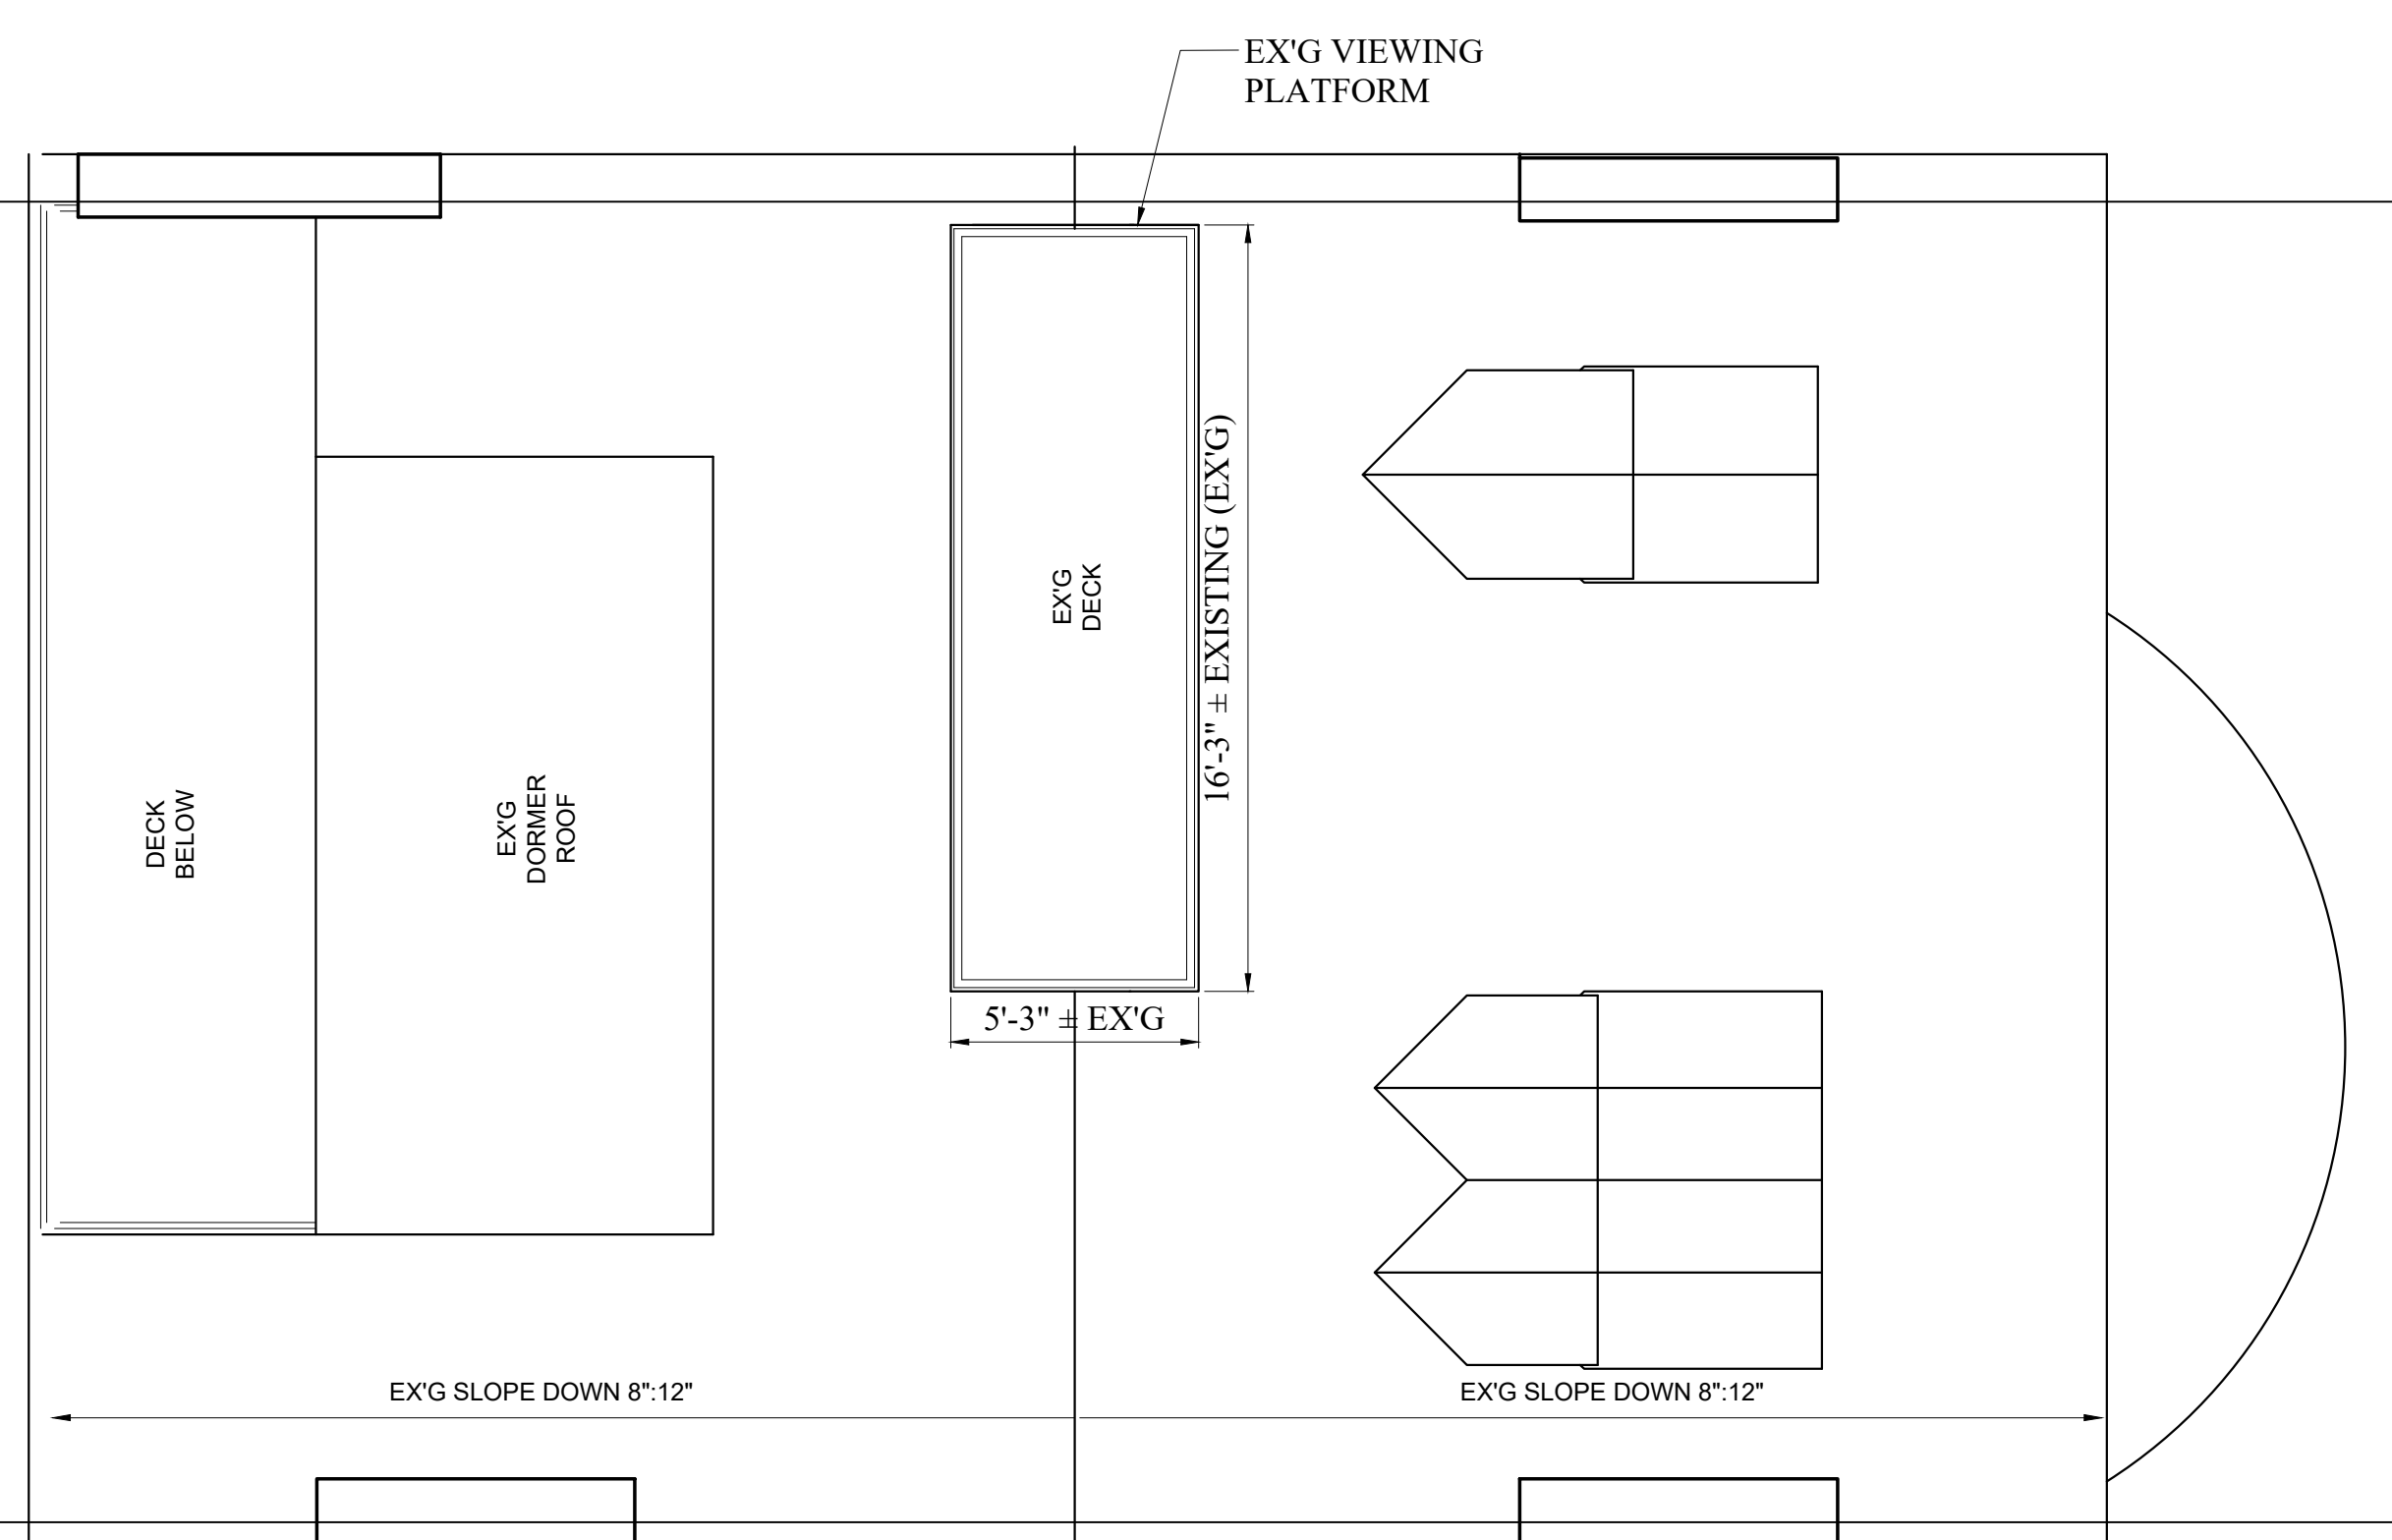 EX'G VIEWING
PLATFORM
DECK
BELOW
EX'G
DORMER
ROOF
EX'G
DECK
16'-3" ± EXISTING (EX'G)
5'-3" ± EX'G
EX'G SLOPE DOWN 8":12"
EX'G SLOPE DOWN 8":12"